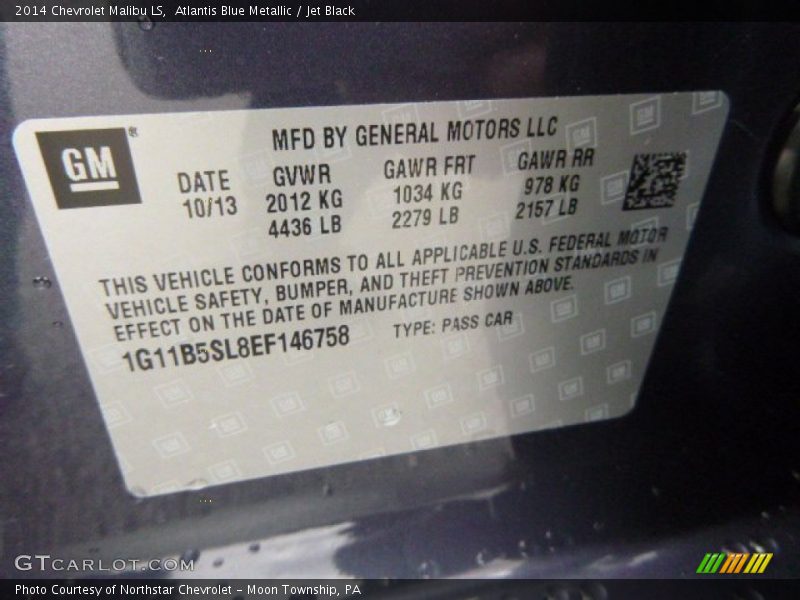 2014 Chevrolet Malibu LS, Atlantis Blue Metallic / Jet Black
GM®
MFD BY GENERAL MOTORS LLC
DATE GVWR GAWR FRT GAWR RR
10/13 2012 KG 1034 KG 978 KG
4436 LB 2279 LB 2157 LB
THIS VEHICLE CONFORMS TO ALL APPLICABLE U.S. FEDERAL MOTOR
VEHICLE SAFETY, BUMPER, AND THEFT PREVENTION STANDARDS IN
EFFECT ON THE DATE OF MANUFACTURE SHOWN ABOVE.
1G11B5SL8EF146758 TYPE: PASS CAR
GTCARLOT.COM
Photo Courtesy of Northstar Chevrolet - Moon Township, PA